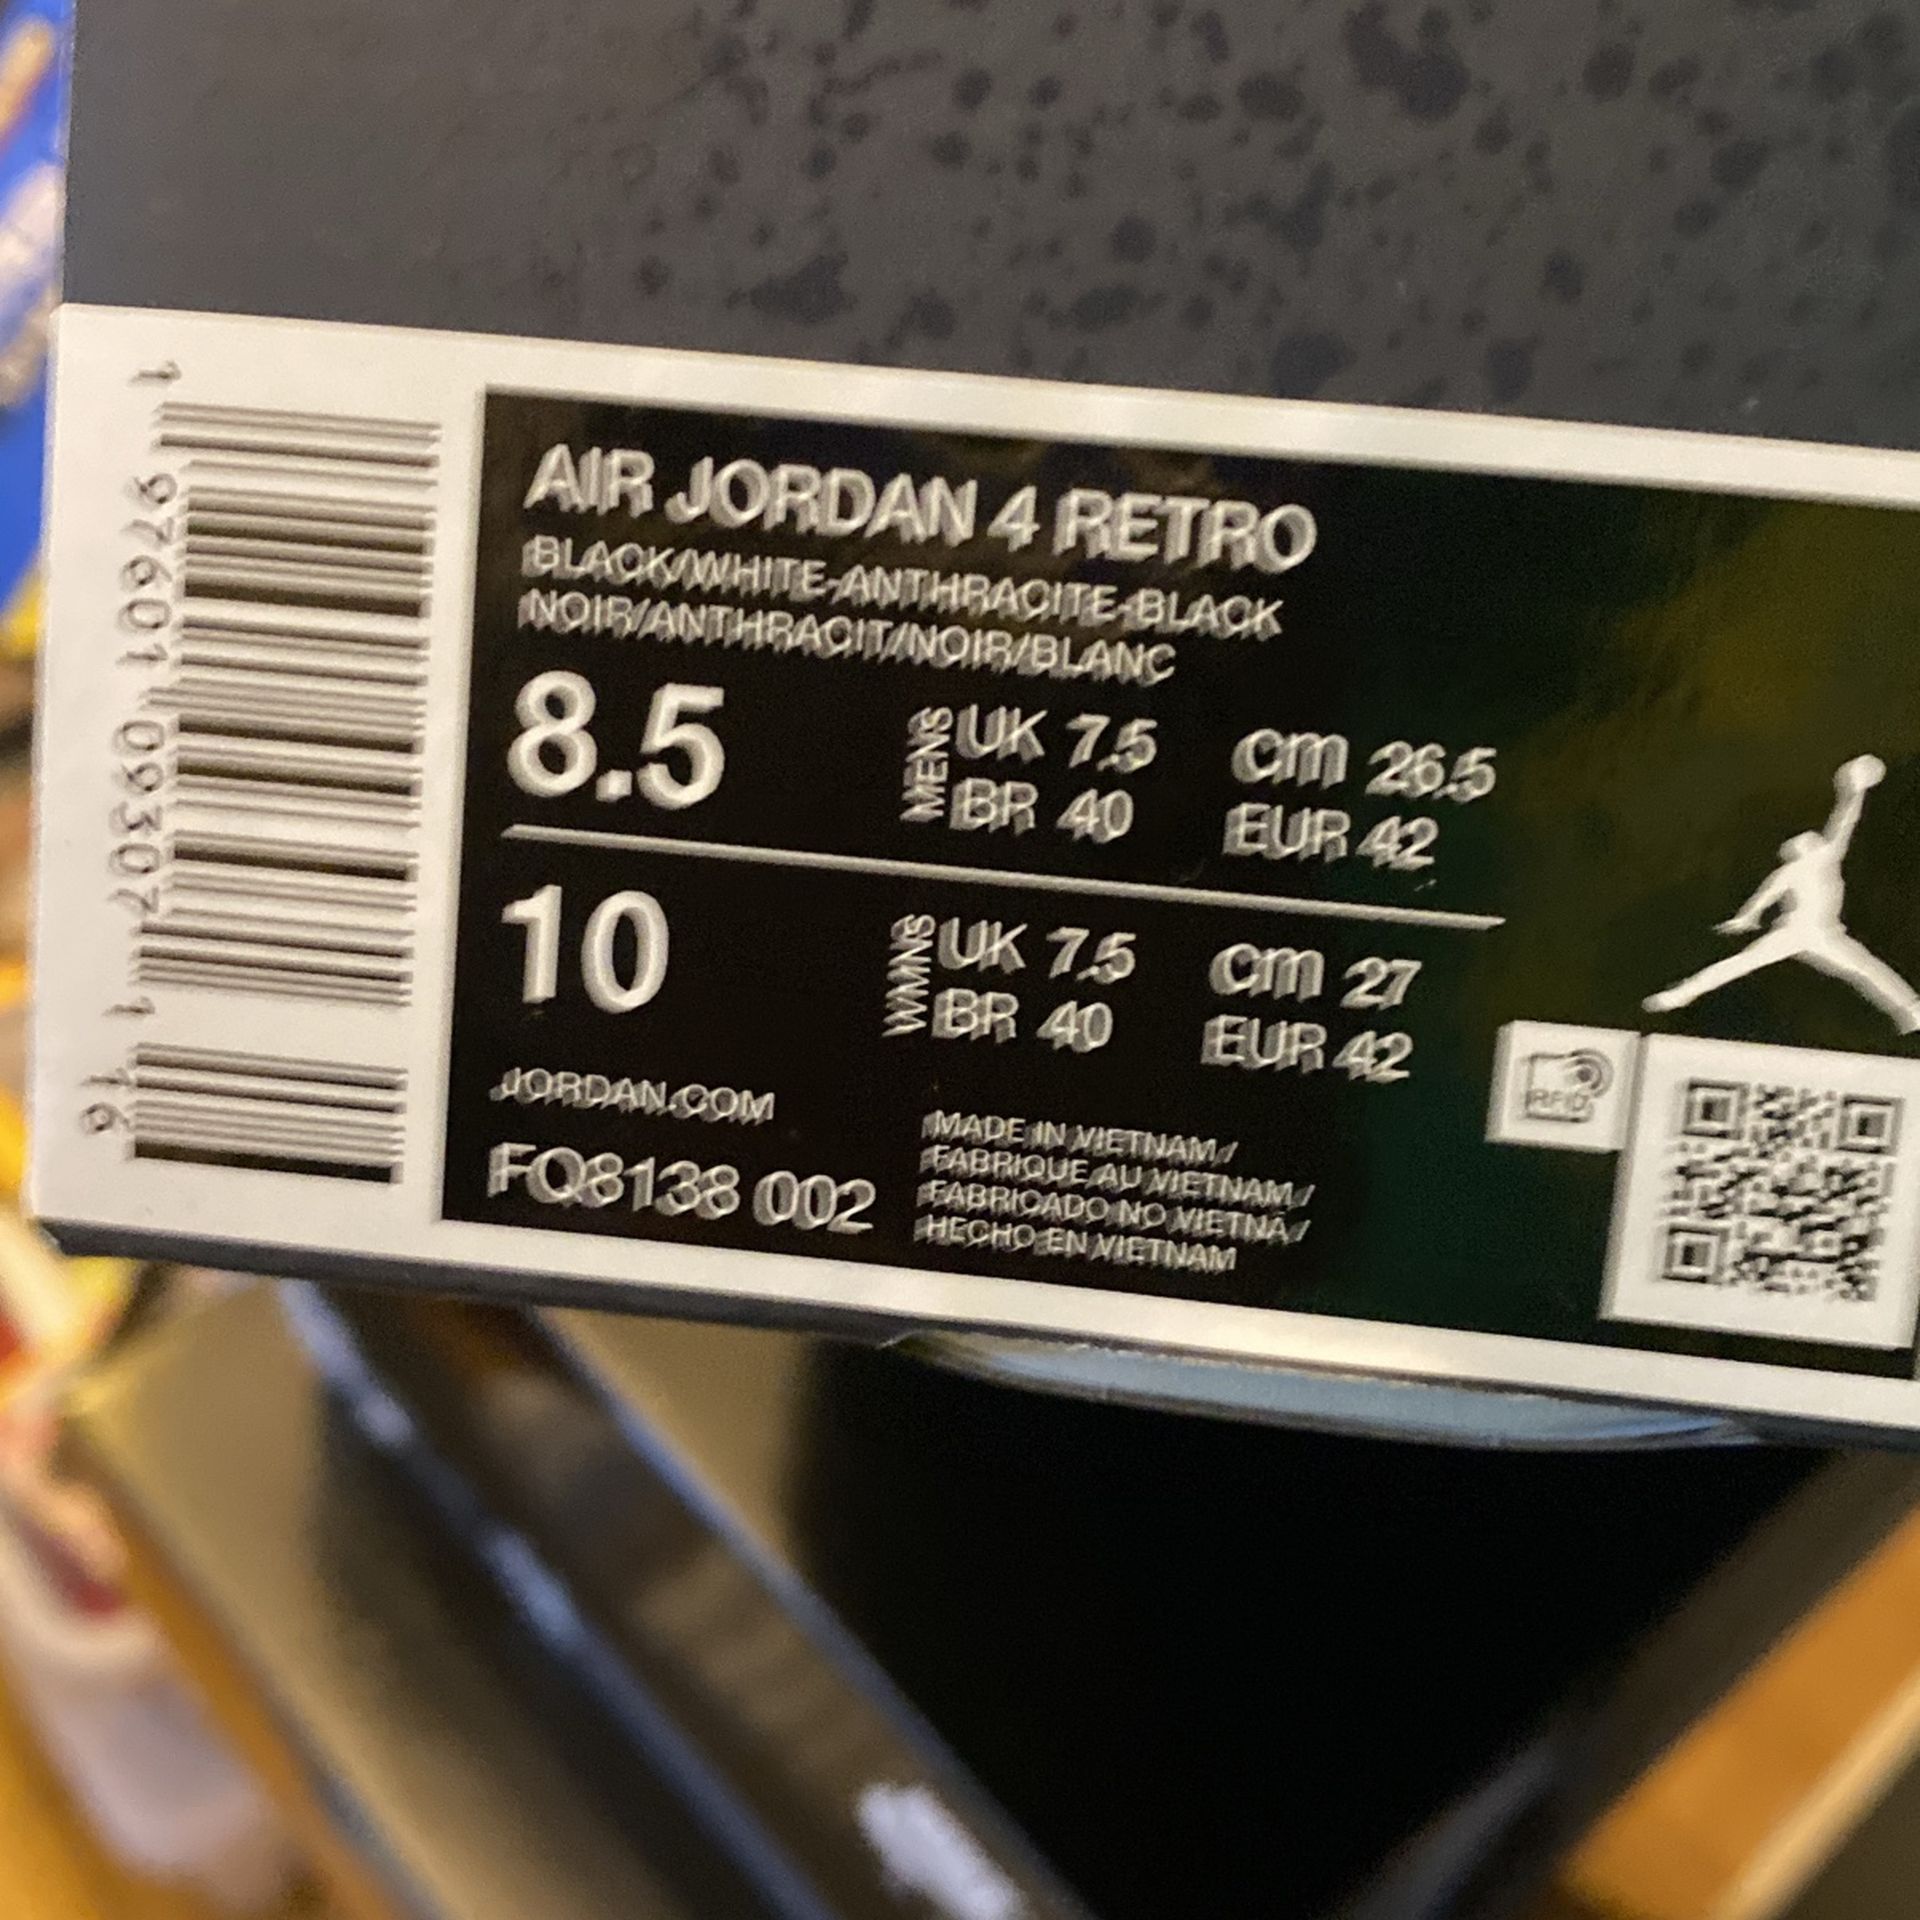 AIR JORDAN 4 RETRO
BLACK/WHITE-ANTHRACITE-BLACK
NOIR/ANTHRACIT/NOIR/BLANC
8.5
MENS
UK 7.5 cm 26.5
BR 40 EUR 42
10
WMNS
UK 7.5 cm 27
BR 40 EUR 42
JORDAN.COM
FQ8138 002
MADE IN VIETNAM /
FABRIQUE AU VIETNAM /
FABRICADO NO VIETNÃ /
HECHO EN VIETNAM
RFID
1 97601 09307 1 16